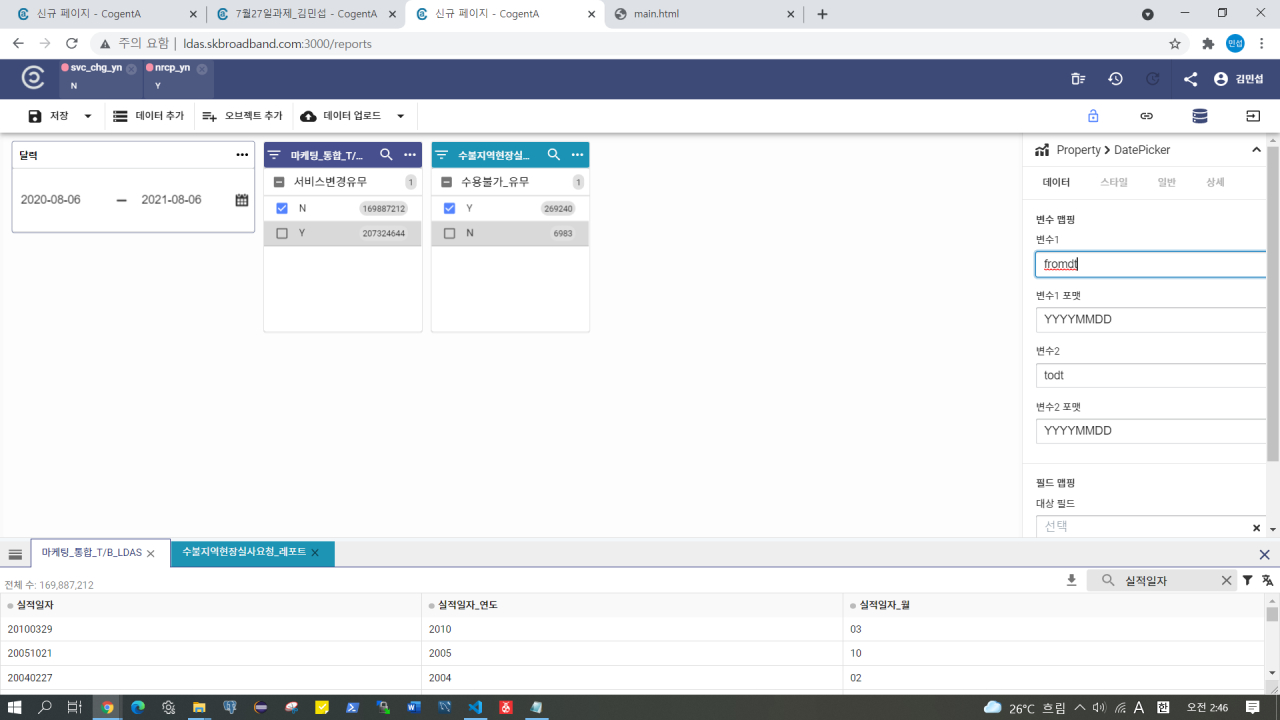 신규 페이지 - CogentA
7월27일과제_김민섭 - CogentA
신규 페이지 - CogentA
main.html
주의 요함 | ldas.skbroadband.com:3000/reports
민섭
svc_chg_yn
N
nrcp_yn
Y
김민섭
저장
데이터 추가
오브젝트 추가
데이터 업로드
달력
2020-08-06 — 2021-08-06
마케팅_통합_T/...
서비스변경유무 1
N 169887212
Y 207324644
수불지역현장실...
수용불가_유무 1
Y 269240
N 6983
Property > DatePicker
데이터 스타일 일반 상세
변수 맵핑
변수1
fromdt
변수1 포맷
YYYYMMDD
변수2
todt
변수2 포맷
YYYYMMDD
필드 맵핑
대상 필드
선택
마케팅_통합_T/B_LDAS
수불지역현장실사요청_레포트
전체 수: 169,887,212
실적일자
실적일자 실적일자_연도 실적일자_월
20100329 2010 03
20051021 2005 10
20040227 2004 02
26°C 흐림
A 한
오전 2:46